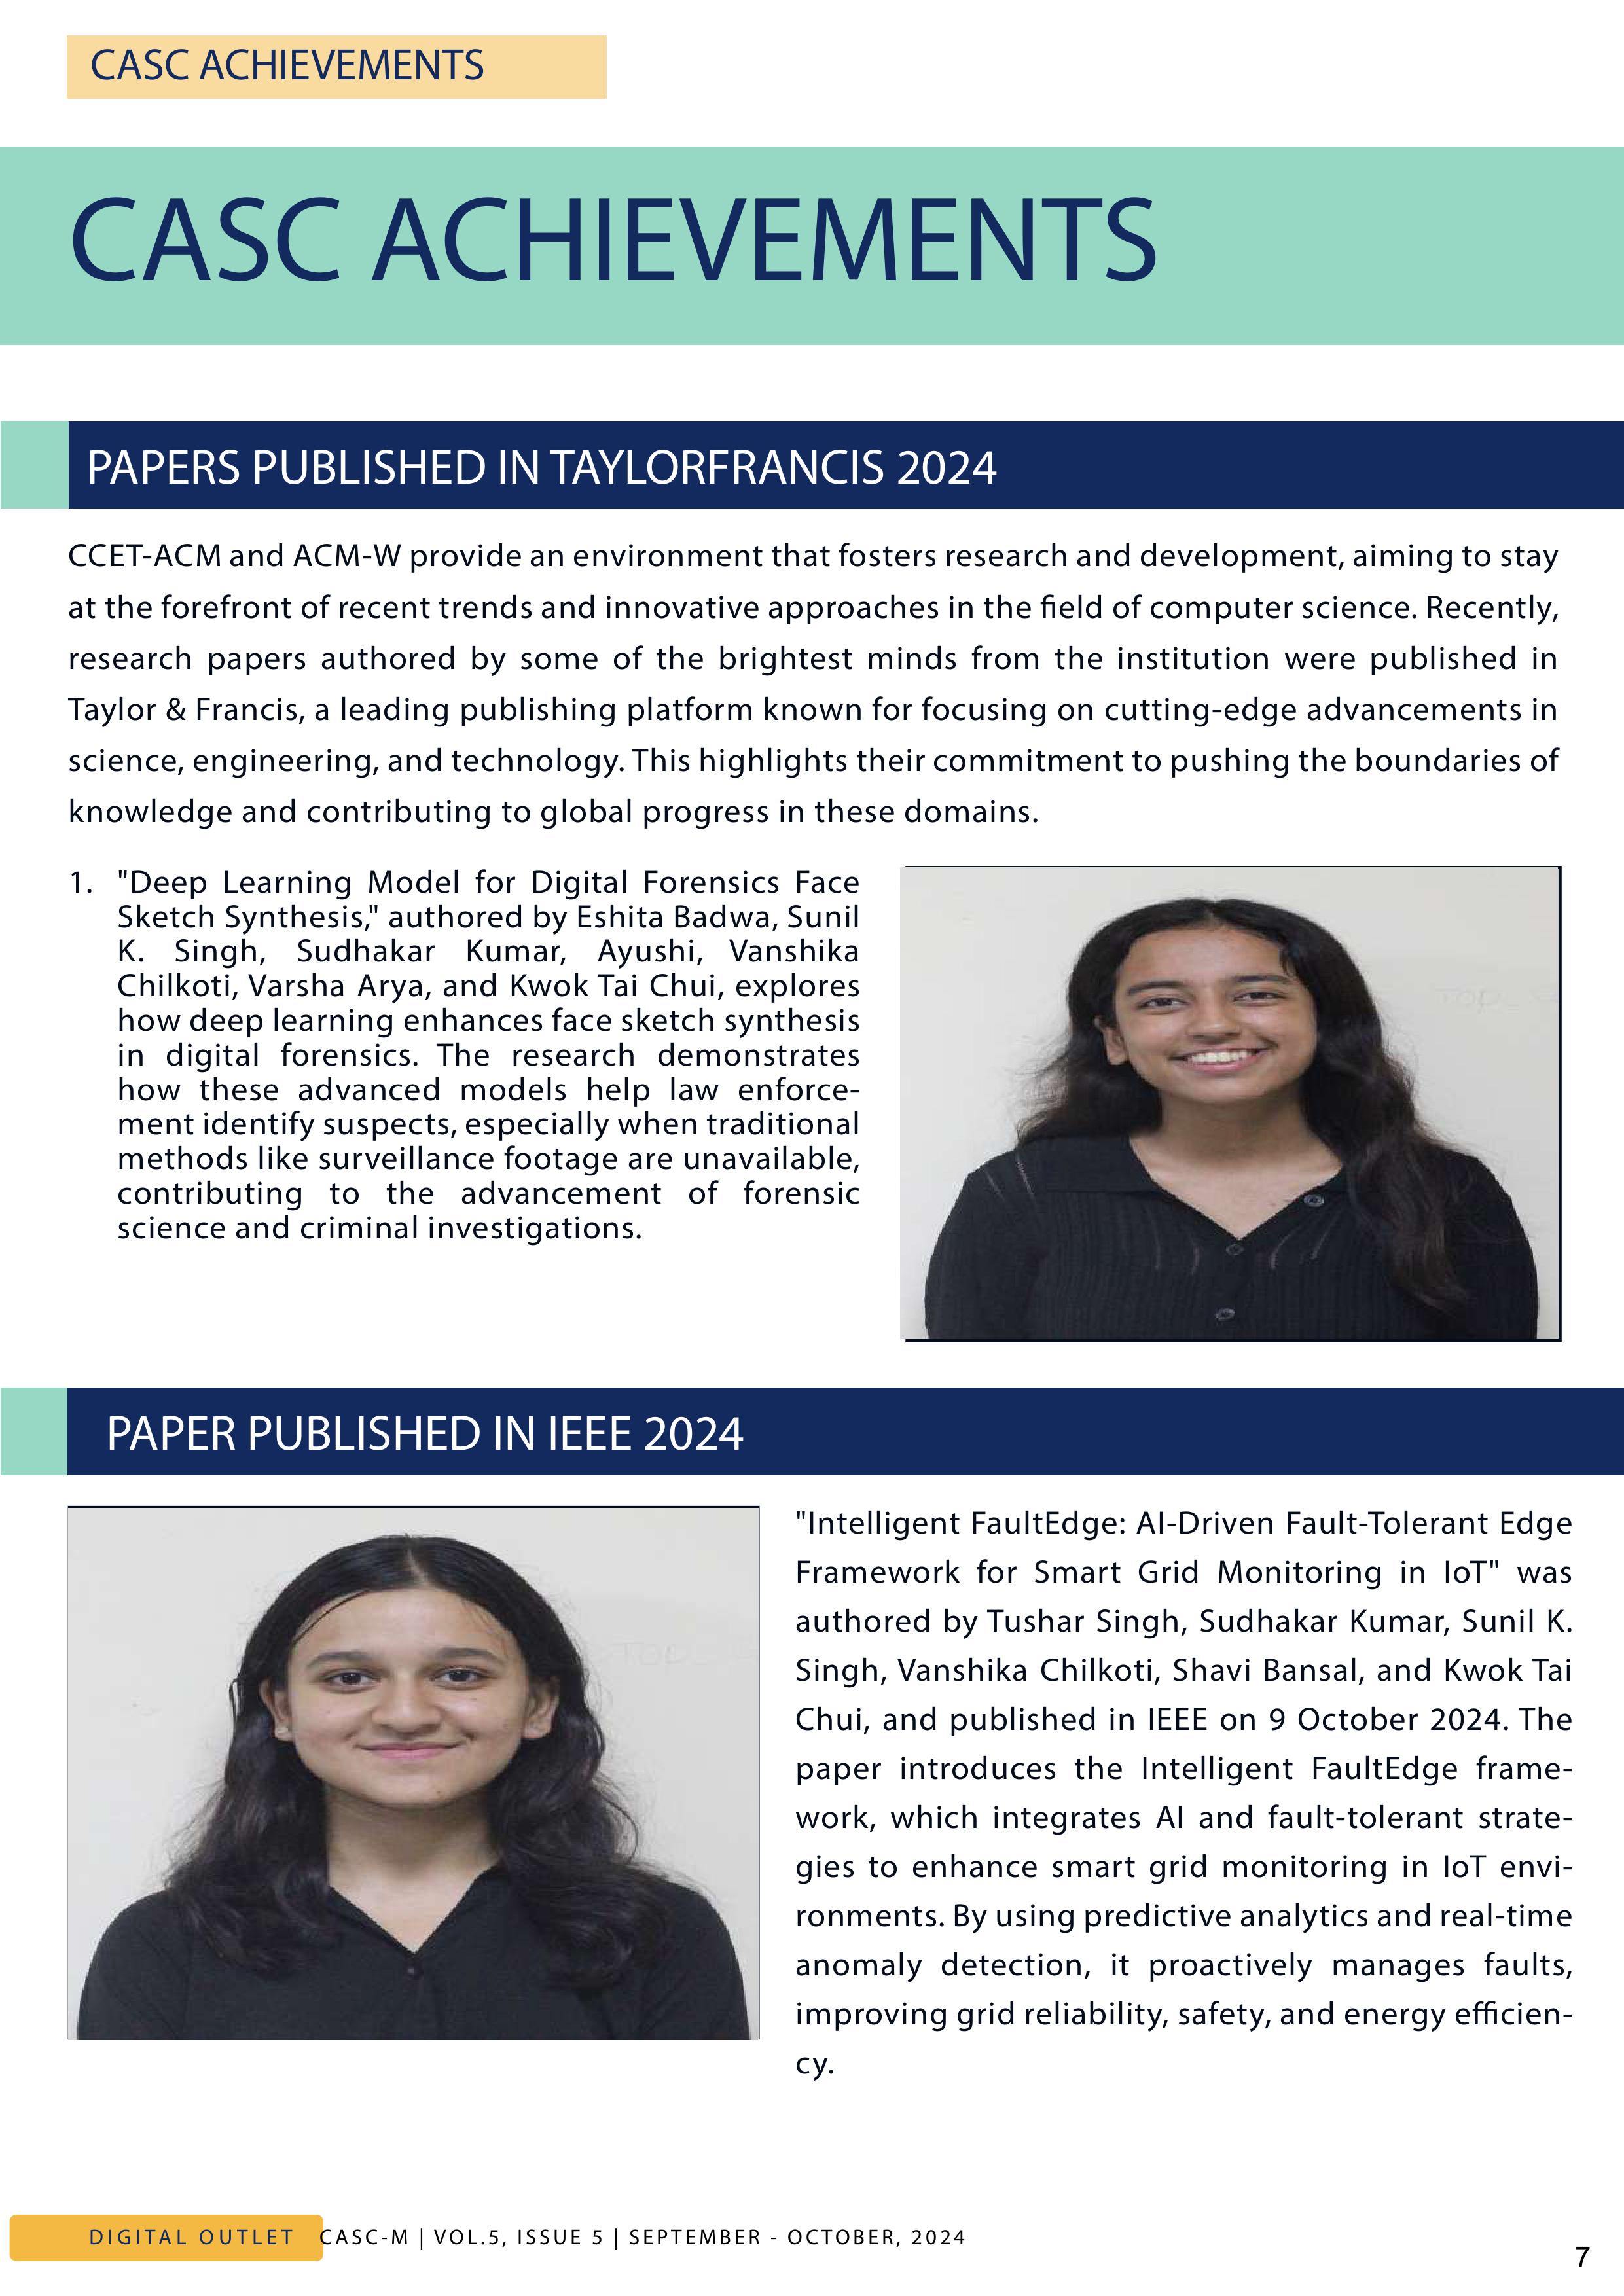 CASC ACHIEVEMENTS
CASC ACHIEVEMENTS
PAPERS PUBLISHED IN TAYLORFRANCIS 2024
CCET-ACM and ACM-W provide an environment that fosters research and development, aiming to stay
at the forefront of recent trends and innovative approaches in the field of computer science. Recently,
research papers authored by some of the brightest minds from the institution were published in
Taylor & Francis, a leading publishing platform known for focusing on cutting-edge advancements in
science, engineering, and technology. This highlights their commitment to pushing the boundaries of
knowledge and contributing to global progress in these domains.
1. "Deep Learning Model for Digital Forensics Face
Sketch Synthesis," authored by Eshita Badwa, Sunil
K. Singh, Sudhakar Kumar, Ayushi, Vanshika
Chilkoti, Varsha Arya, and Kwok Tai Chui, explores
how deep learning enhances face sketch synthesis
in digital forensics. The research demonstrates
how these advanced models help law enforce-
ment identify suspects, especially when traditional
methods like surveillance footage are unavailable,
contributing to the advancement of forensic
science and criminal investigations.
PAPER PUBLISHED IN IEEE 2024
"Intelligent FaultEdge: AI-Driven Fault-Tolerant Edge
Framework for Smart Grid Monitoring in IoT" was
authored by Tushar Singh, Sudhakar Kumar, Sunil K.
Singh, Vanshika Chilkoti, Shavi Bansal, and Kwok Tai
Chui, and published in IEEE on 9 October 2024. The
paper introduces the Intelligent FaultEdge frame-
work, which integrates AI and fault-tolerant strate-
gies to enhance smart grid monitoring in IoT envi-
ronments. By using predictive analytics and real-time
anomaly detection, it proactively manages faults,
improving grid reliability, safety, and energy efficien-
cy.
DIGITAL OUTLET CASC-M | VOL.5, ISSUE 5 | SEPTEMBER - OCTOBER, 2024
7